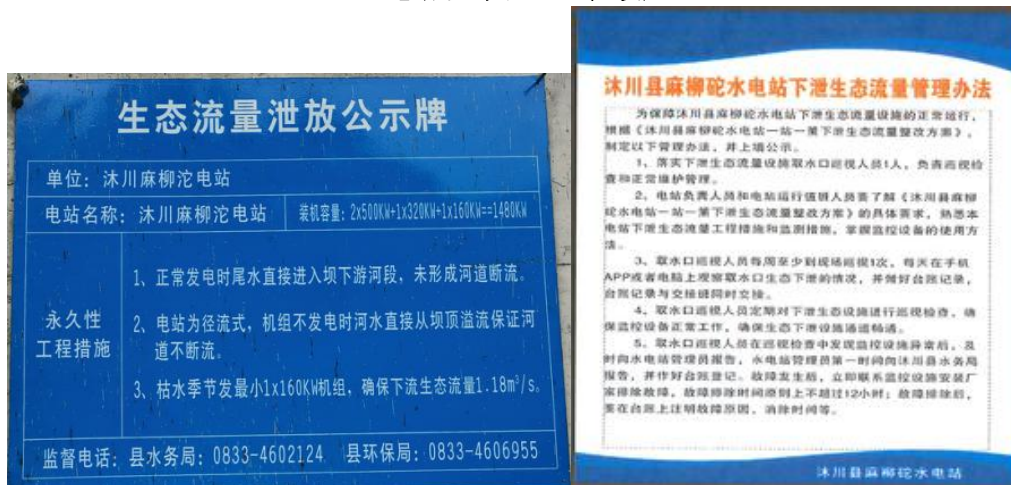 生态流量泄放公示牌
单位：沐川麻柳沱电站
电站名称：沐川麻柳沱电站 装机容量：2x500KW+1x320KW+1x160KW==1480KW
永久性
工程措施
1、正常发电时尾水直接进入坝下游河段，未形成河道断流。
2、电站为径流式，机组不发电时河水直接从坝顶溢流保证河
道不断流。
3、枯水季节发最小1x160KW机组，确保下流生态流量1.18m³/s。
监督电话：县水务局：0833-4602124 县环保局：0833-4606955
沐川县麻柳砣水电站下泄生态流量管理办法
为保障沐川县麻柳砣水电站下泄生态流量设施的正常运行，
根据《沐川县麻柳砣水电站一站一策下泄生态流量整改方案》，
制定以下管理办法，并上墙公示。
1、落实下泄生态流量设施取水口巡视人员1人，负责巡视检
查和正常维护管理。
2、电站负责人员和电站运行值班人员要了解《沐川县麻柳
砣水电站一站一策下泄生态流量整改方案》的具体要求，熟悉本
电站下泄生态流量工程措施和监测措施，掌握监控设备的使用方
法。
3、取水口巡视人员每周至少到现场巡视1次，每天在手机
APP或者电脑上观察取水口生态下泄的情况，并做好台账记录，
台账记录与交接班同时交接。
4、取水口巡视人员定期对下泄生态设施进行巡视检查，确
保监控设备正常工作，确保生态下泄设施通道畅通。
5、取水口巡视人员在巡视检查中发现监控设施异常后，及
时向水电站管理员报告，水电站管理员第一时间向沐川县水务局
报告，并作好台账登记。故障发生后，立即联系监控设施安装厂
家排除故障，故障排除时间原则上不超过12小时；故障排除后，
要在台账上注明故障原因、消除时间等。
沐川县麻柳砣水电站